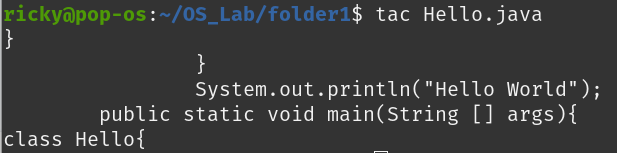 ricky@pop-os:~/OS_Lab/folder1$ tac Hello.java
}
                }
                System.out.println("Hello World");
        public static void main(String [] args){
class Hello{